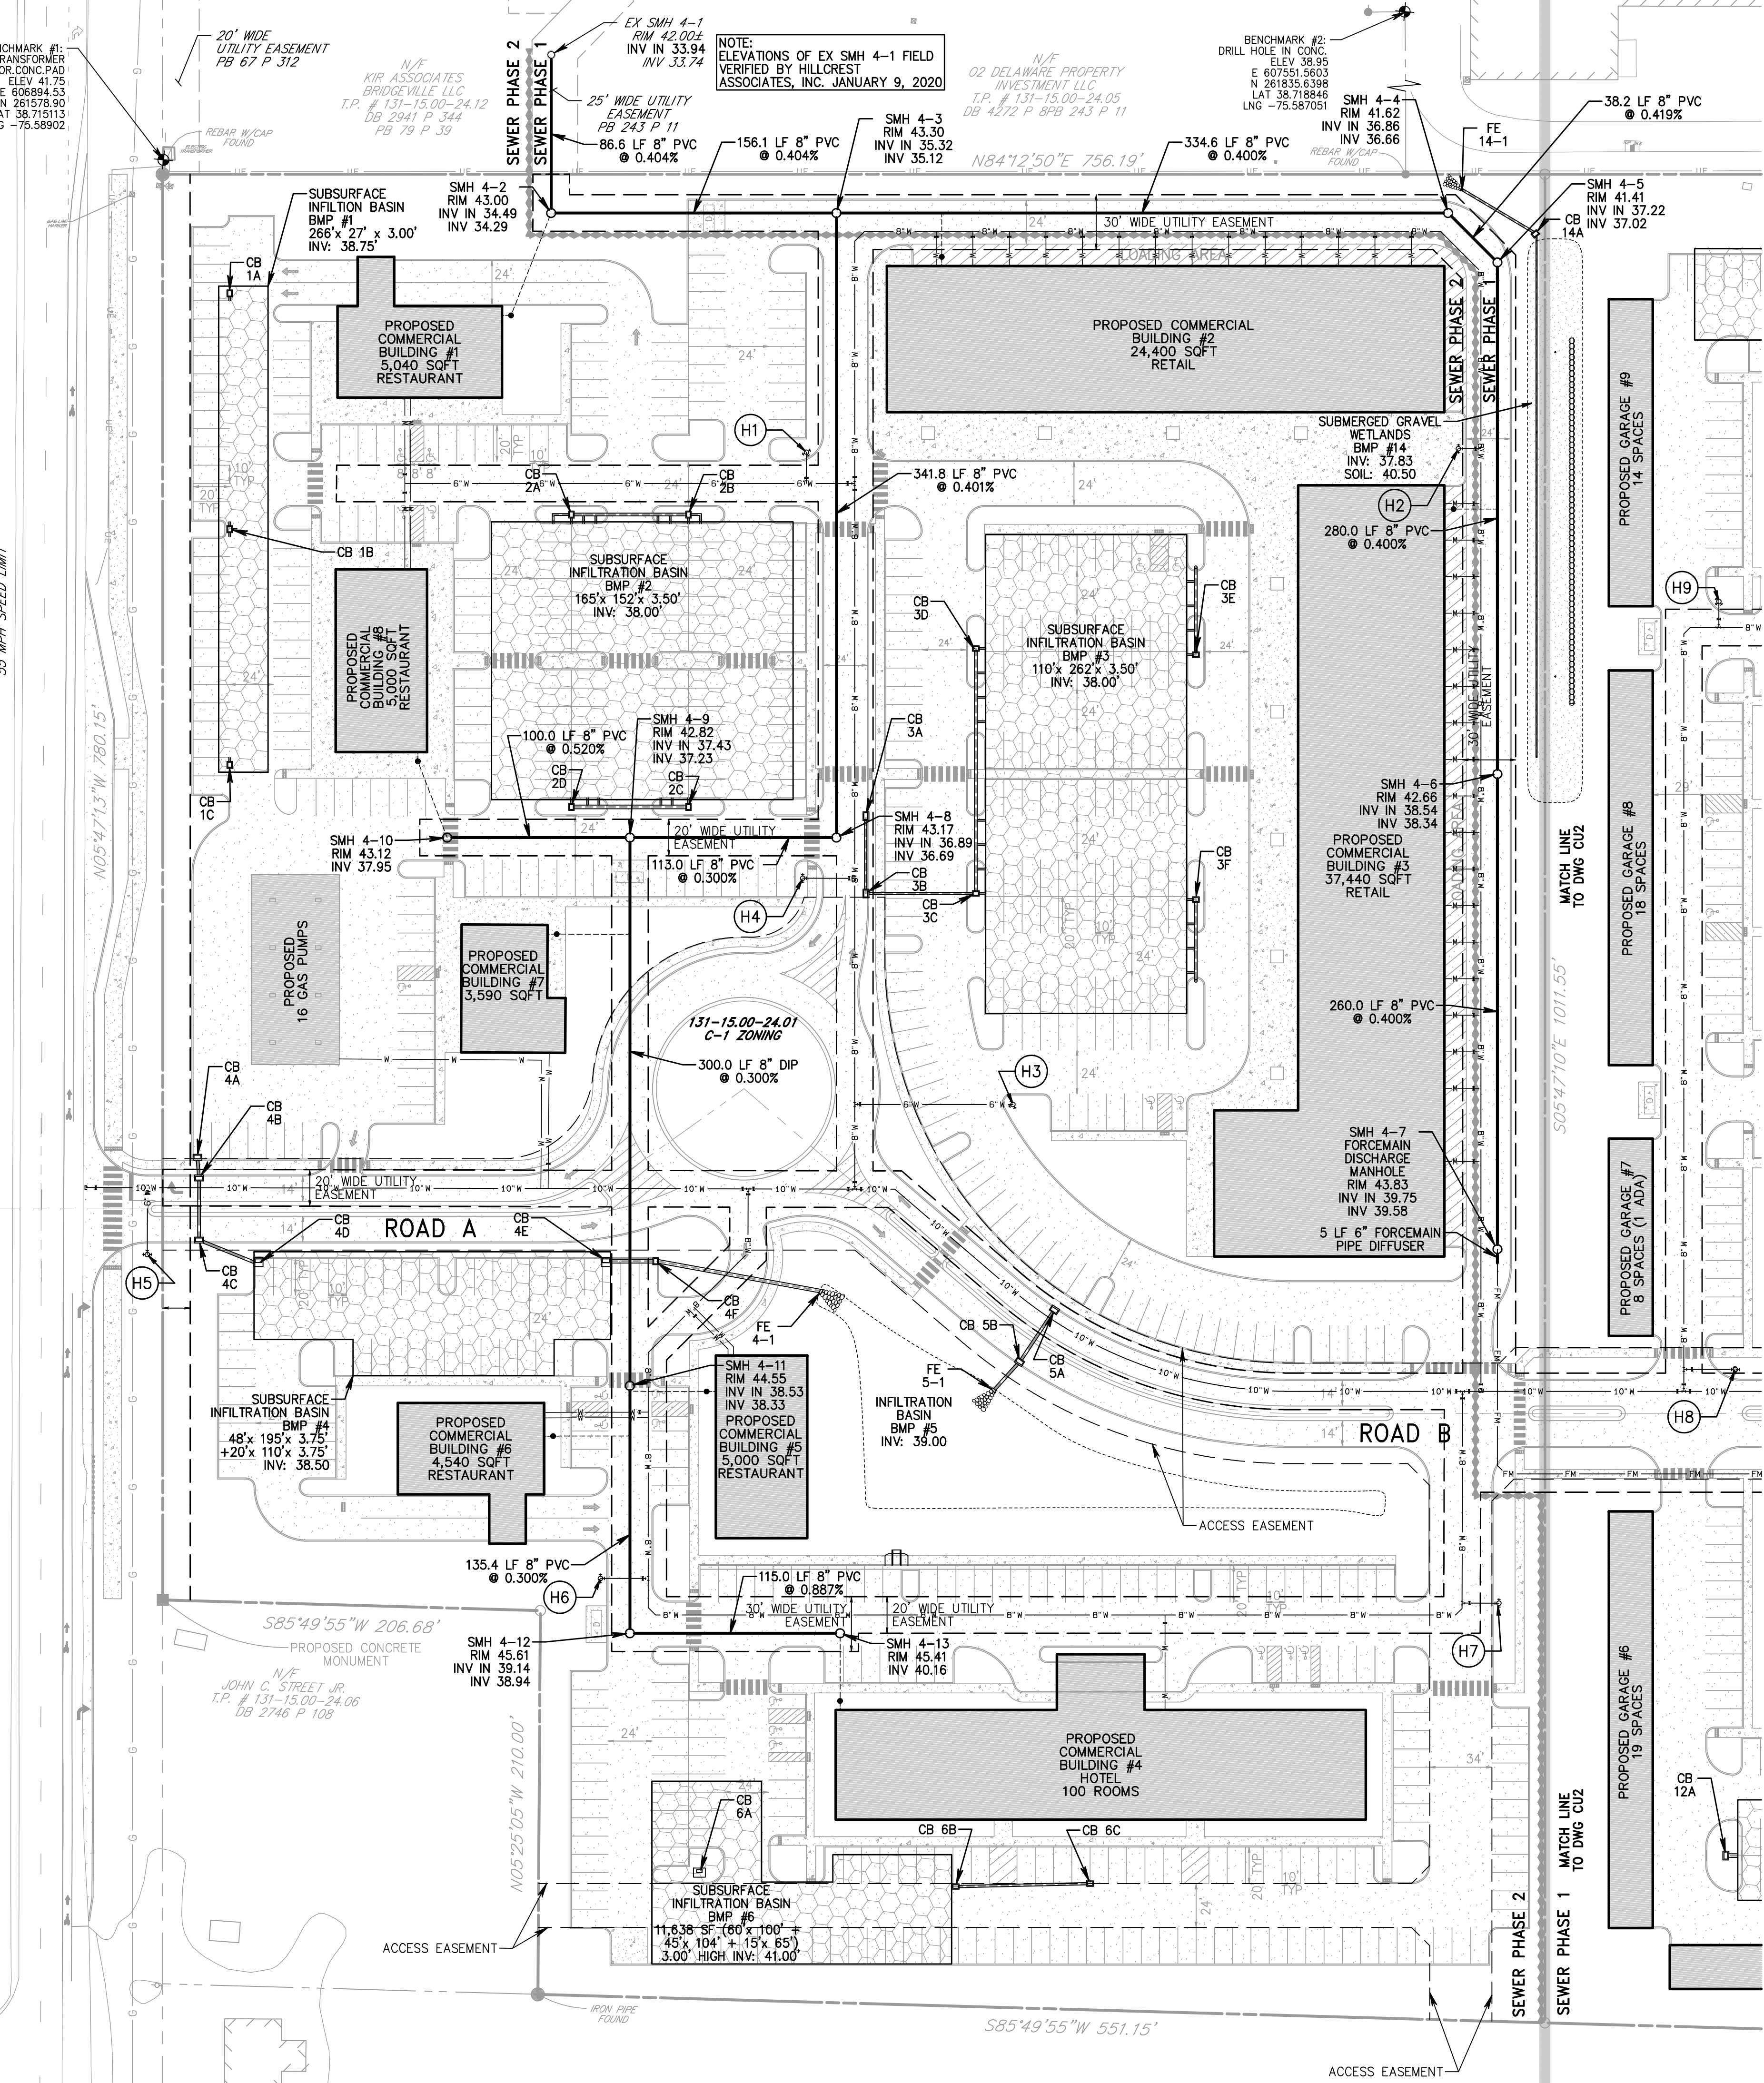 NCHMARK #1:
RANSFORMER
OR.CONC.PAD
ELEV 41.75
E 606894.53
N 261578.90
AT 38.715113
G -75.58902
20' WIDE
UTILITY EASEMENT
PB 67 P 312
N/F
KIR ASSOCIATES
BRIDGEVILLE LLC
T.P. # 131-15.00-24.12
DB 2941 P 344
PB 79 P 39
REBAR W/CAP
FOUND
SEWER PHASE 2
SEWER PHASE 1
EX SMH 4-1
RIM 42.00±
INV IN 33.94
INV 33.74
NOTE:
ELEVATIONS OF EX SMH 4-1 FIELD
VERIFIED BY HILLCREST
ASSOCIATES, INC. JANUARY 9, 2020
25' WIDE UTILITY
EASEMENT
PB 243 P 11
86.6 LF 8" PVC
@ 0.404%
156.1 LF 8" PVC
@ 0.404%
SMH 4-3
RIM 43.30
INV IN 35.32
INV 35.12
N/F
O2 DELAWARE PROPERTY
INVESTMENT LLC
T.P. # 131-15.00-24.05
DB 4272 P 8PB 243 P 11
N84°12'50"E 756.19'
BENCHMARK #2:
DRILL HOLE IN CONC.
ELEV 38.95
E 607551.5603
N 261835.6398
LAT 38.718846
LNG -75.587051
SMH 4-4
RIM 41.62
INV IN 36.86
INV 36.66
334.6 LF 8" PVC
@ 0.400%
REBAR W/CAP
FOUND
38.2 LF 8" PVC
@ 0.419%
FE
14-1
SMH 4-5
RIM 41.41
INV IN 37.22
INV 37.02
CB
14A
SMH 4-2
RIM 43.00
INV IN 34.49
INV 34.29
SUBSURFACE
INFILTION BASIN
BMP #1
266'x 27' x 3.00'
INV: 38.75'
CB
1A
30' WIDE UTILITY EASEMENT
LOADING AREA
24'
PROPOSED
COMMERCIAL
BUILDING #1
5,040 SQFT
RESTAURANT
PROPOSED COMMERCIAL
BUILDING #2
24,400 SQFT
RETAIL
SEWER PHASE 2
SEWER PHASE 1
SUBMERGED GRAVEL
WETLANDS
BMP #14
INV: 37.83
SOIL: 40.50
PROPOSED GARAGE #9
14 SPACES
H1
H2
CB
2A
CB
2B
341.8 LF 8" PVC
@ 0.401%
280.0 LF 8" PVC
@ 0.400%
55 MPH SPEED LIMIT
CB 1B
SUBSURFACE
INFILTRATION BASIN
BMP #2
165'x 152'x 3.50'
INV: 38.00'
PROPOSED
COMMERCIAL
BUILDING #8
5,000 SQFT
RESTAURANT
CB
3D
CB
3E
SUBSURFACE
INFILTRATION BASIN
BMP #3
110'x 262'x 3.50'
INV: 38.00'
H9
30' WIDE UTILITY
EASEMENT
N05°47'13"W 780.15'
100.0 LF 8" PVC
@ 0.520%
SMH 4-9
RIM 42.82
INV IN 37.43
INV 37.23
CB
3A
CB
2D
CB
2C
CB
1C
SMH 4-10
RIM 43.12
INV 37.95
20' WIDE UTILITY
EASEMENT
113.0 LF 8" PVC
@ 0.300%
SMH 4-8
RIM 43.17
INV IN 36.89
INV 36.69
SMH 4-6
RIM 42.66
INV IN 38.54
INV 38.34
PROPOSED
COMMERCIAL
BUILDING #3
37,440 SQFT
RETAIL
LOADING AREA
MATCH LINE
TO DWG CU2
PROPOSED GARAGE #8
18 SPACES
29'
CB
3B
CB
3C
CB
3F
H4
PROPOSED
16 GAS PUMPS
PROPOSED
COMMERCIAL
BUILDING #7
3,590 SQFT
131-15.00-24.01
C-1 ZONING
300.0 LF 8" DIP
@ 0.300%
260.0 LF 8" PVC
@ 0.400%
S05°47'10"E 1011.55'
H3
CB
4A
CB
4B
SMH 4-7
FORCEMAIN
DISCHARGE
MANHOLE
RIM 43.83
INV IN 39.75
INV 39.58
5 LF 6" FORCEMAIN
PIPE DIFFUSER
PROPOSED GARAGE #7
8 SPACES (1 ADA)
20' WIDE UTILITY
EASEMENT
ROAD A
CB
4D
CB
4E
CB
4C
H5
CB
4F
FE
4-1
CB 5B
CB
5A
FE
5-1
INFILTRATION
BASIN
BMP #5
INV: 39.00
ROAD B
H8
SUBSURFACE
INFILTRATION BASIN
BMP #4
48'x 195'x 3.75'
+20'x 110'x 3.75'
INV: 38.50
SMH 4-11
RIM 44.55
INV IN 38.53
INV 38.33
PROPOSED
COMMERCIAL
BUILDING #5
5,000 SQFT
RESTAURANT
PROPOSED
COMMERCIAL
BUILDING #6
4,540 SQFT
RESTAURANT
ACCESS EASEMENT
135.4 LF 8" PVC
@ 0.300%
H6
115.0 LF 8" PVC
@ 0.887%
30' WIDE UTILITY
EASEMENT
20' WIDE UTILITY
EASEMENT
H7
S85°49'55"W 206.68'
PROPOSED CONCRETE
MONUMENT
N/F
JOHN C. STREET JR.
T.P. # 131-15.00-24.06
DB 2746 P 108
SMH 4-12
RIM 45.61
INV IN 39.14
INV 38.94
SMH 4-13
RIM 45.41
INV 40.16
N05°25'05"W 210.00'
PROPOSED
COMMERCIAL
BUILDING #4
HOTEL
100 ROOMS
34'
PROPOSED GARAGE #6
19 SPACES
CB
12A
MATCH LINE
TO DWG CU2
CB
6A
CB 6B
CB 6C
SUBSURFACE
INFILTRATION BASIN
BMP #6
11,638 SF (60'x 100' +
45'x 104' + 15'x 65')
3.00' HIGH INV: 41.00'
ACCESS EASEMENT
SEWER PHASE 2
SEWER PHASE 1
IRON PIPE
FOUND
S85°49'55"W 551.15'
ACCESS EASEMENT